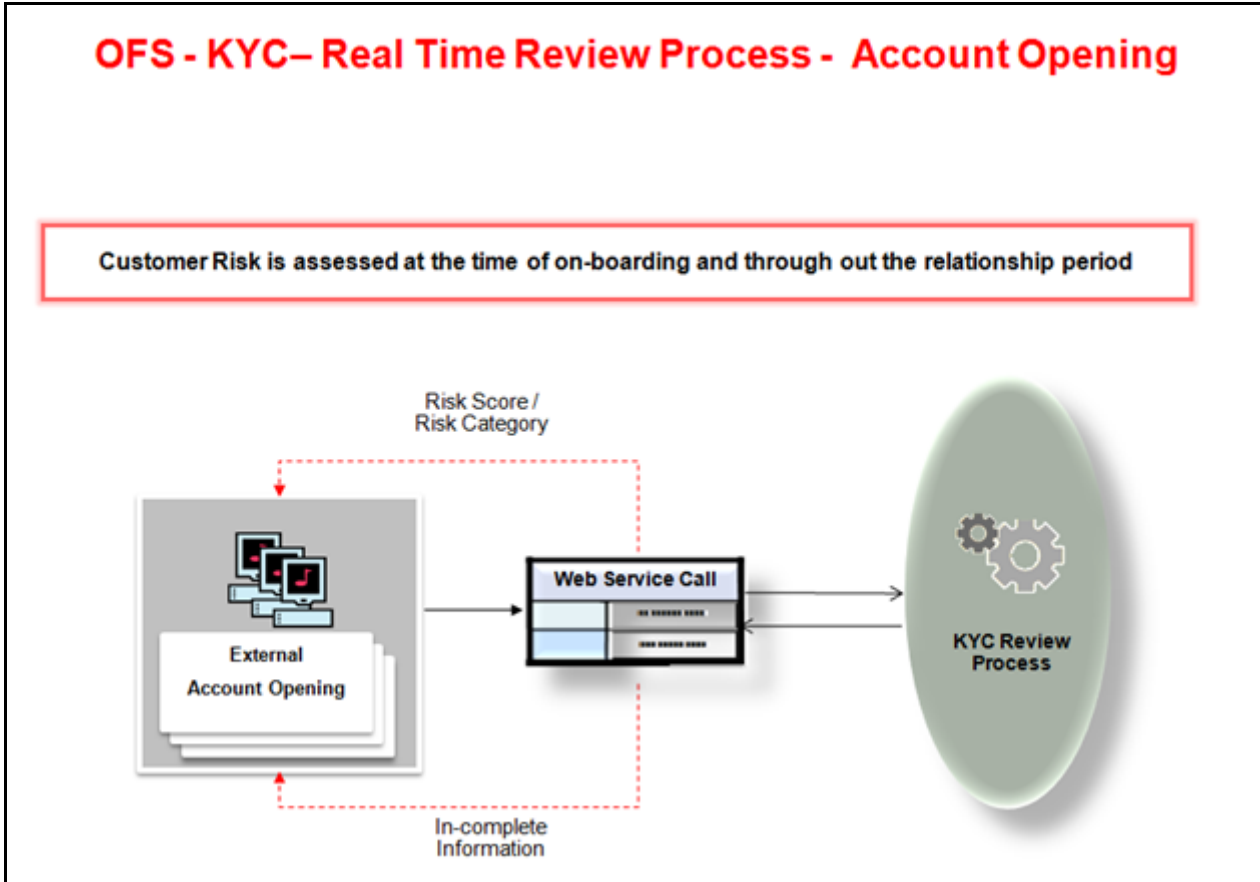 OFS - KYC– Real Time Review Process - Account Opening
Customer Risk is assessed at the time of on-boarding and through out the relationship period
Risk Score /
Risk Category
Web Service Call
External
Account Opening
KYC Review
Process
In-complete
Information